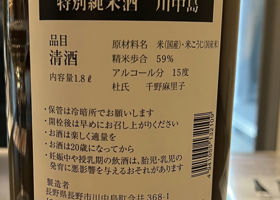 特別純米酒 川中島
品目
清酒
内容量1.8ℓ
原材料名 米(国産)・米こうじ(国産米)
精米歩合 59%
アルコール分 15度
杜氏 千野麻里子
・保管は冷暗所でお願いします
・開栓後は早めにお召し上がりください
・お酒は楽しく適量を
・お酒は20歳になってから
・妊娠中や授乳期の飲酒は、胎児・乳児の
発育に悪影響を与えるおそれがあります
製造者
長野県長野市川中島町今井368-1